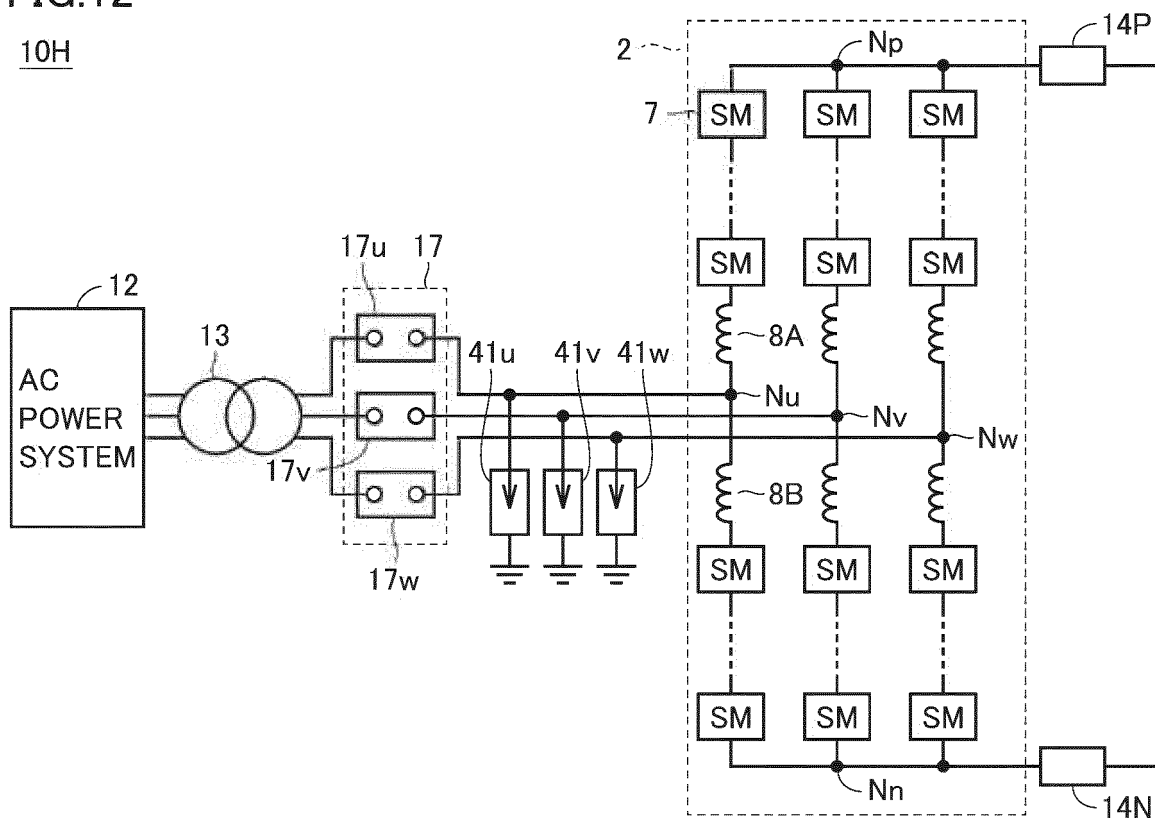 FIG.12
10H
2
Np
14P
7
SM
SM
SM
SM
SM
SM
12
13
17u
17
41u
41v
41w
8A
AC
POWER
SYSTEM
Nu
Nv
Nw
17v
8B
17w
SM
SM
SM
SM
SM
SM
Nn
14N